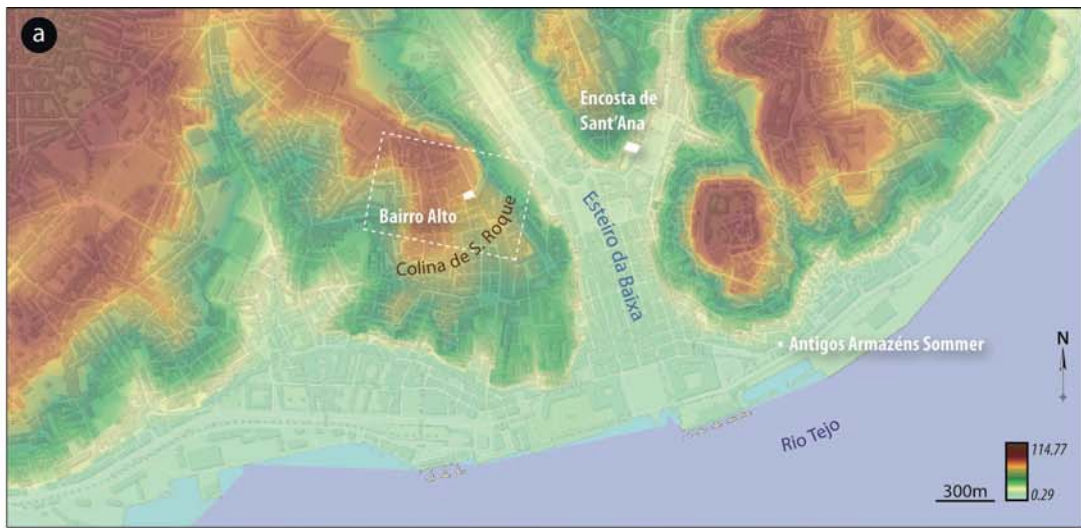 a
Encosta de
Sant'Ana
Bairro Alto
Colina de S. Roque
Esteiro da Baixa
Antigos Armazéns Sommer
N
Rio Tejo
114.77
0.29
300m